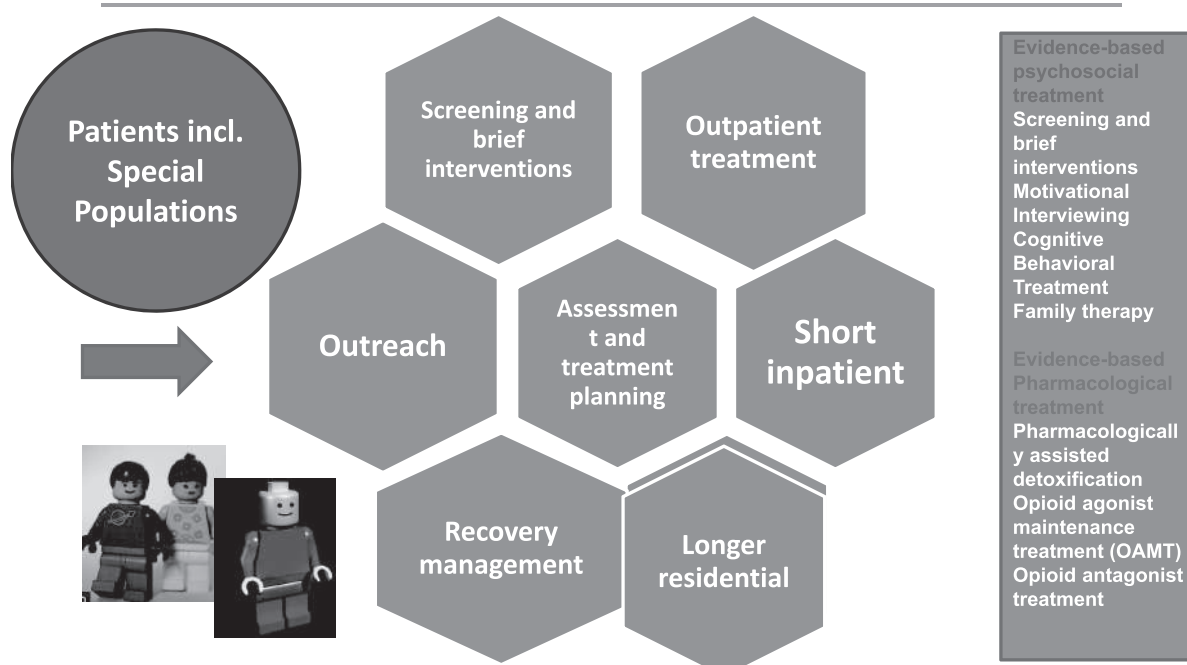 Patients incl.
Special
Populations
Screening and
brief
interventions
Outpatient
treatment
Outreach
Assessmen
t and
treatment
planning
Short
inpatient
Recovery
management
Longer
residential
Evidence-based
psychosocial
treatment
Screening and
brief
interventions
Motivational
Interviewing
Cognitive
Behavioral
Treatment
Family therapy
Evidence-based
Pharmacological
treatment
Pharmacologicall
y assisted
detoxification
Opioid agonist
maintenance
treatment (OAMT)
Opioid antagonist
treatment